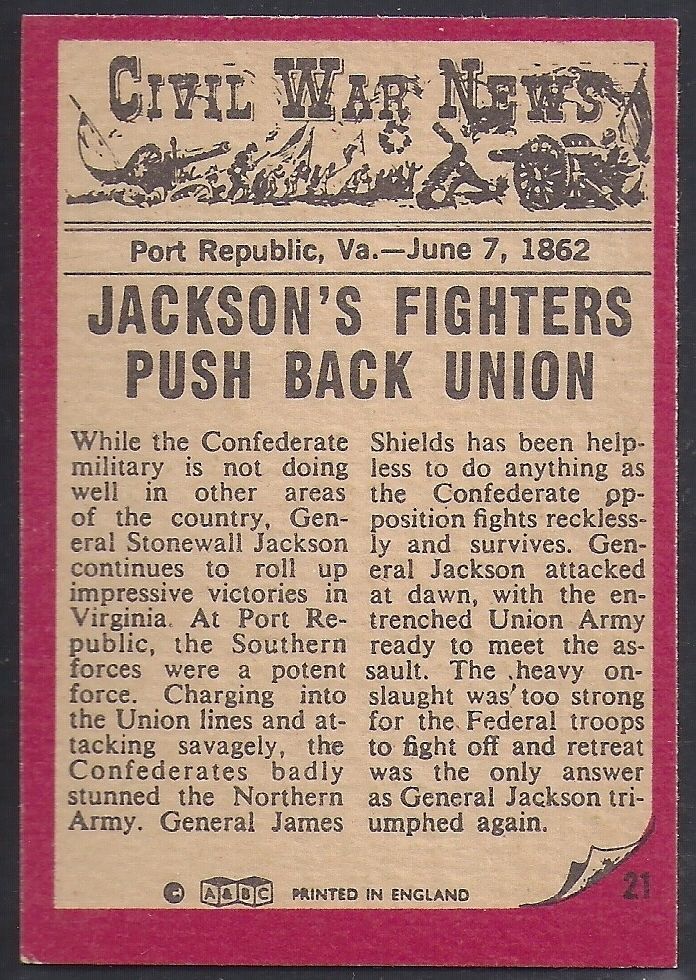 CIVIL WAR NEWS
Port Republic, Va.—June 7, 1862
JACKSON'S FIGHTERS
PUSH BACK UNION
While the Confederate
military is not doing
well in other areas
of the country, Gen-
eral Stonewall Jackson
continues to roll up
impressive victories in
Virginia. At Port Re-
public, the Southern
forces were a potent
force. Charging into
the Union lines and at-
tacking savagely, the
Confederates badly
stunned the Northern
Army. General James
Shields has been help-
less to do anything as
the Confederate op-
position fights reckless-
ly and survives. Gen-
eral Jackson attacked
at dawn, with the en-
trenched Union Army
ready to meet the as-
sault. The heavy on-
slaught was too strong
for the Federal troops
to fight off and retreat
was the only answer
as General Jackson tri-
umphed again.
© A&BC PRINTED IN ENGLAND
21